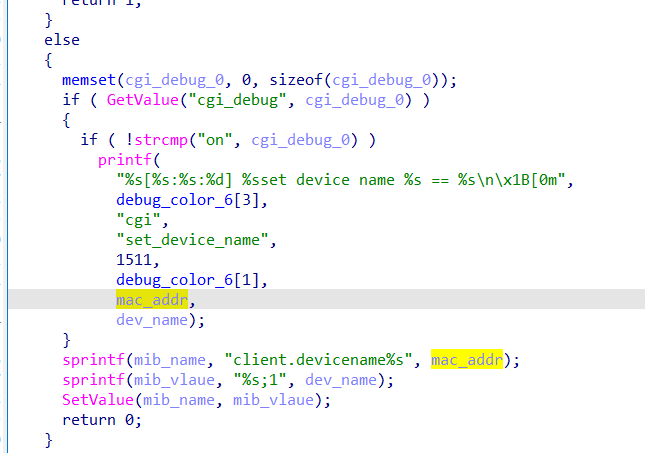 return 1;
}
else
{
memset(cgi_debug_0, 0, sizeof(cgi_debug_0));
if ( GetValue("cgi_debug", cgi_debug_0) )
{
if ( !strcmp("on", cgi_debug_0) )
printf(
"%s[%s:%s:%d] %sset device name %s == %s\n\x1B[0m",
debug_color_6[3],
"cgi",
"set_device_name",
1511,
debug_color_6[1],
mac_addr,
dev_name);
}
sprintf(mib_name, "client.devicename%s", mac_addr);
sprintf(mib_vlaue, "%s;1", dev_name);
SetValue(mib_name, mib_vlaue);
return 0;
}